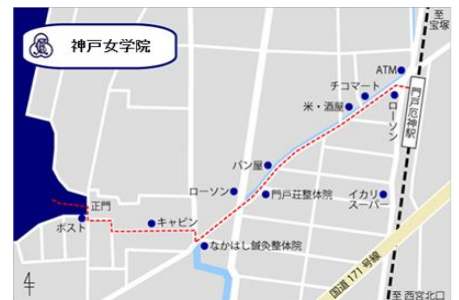 神戸女学院
至
宝塚
ATM
チコマート
米・酒屋
ローソン
門戸厄神駅
パン屋
ローソン
門戸荘整体院
イカリ
スーパー
正門
ポスト
キャビン
なかはし鍼灸整体院
国道171号線
至 西宮北口